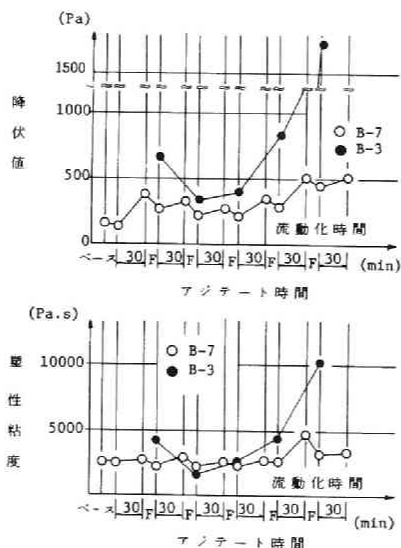 (Pa)
1500
1000
500
0
降伏値
○ B-7
● B-3
流動化時間
ベース 30 F 30 F 30 F 30 F 30 F 30 (min)
アジテート時間
(Pa.s)
10000
5000
塑性粘度
○ B-7
● B-3
流動化時間
ベース 30 F 30 F 30 F 30 F 30 F 30 (min)
アジテート時間